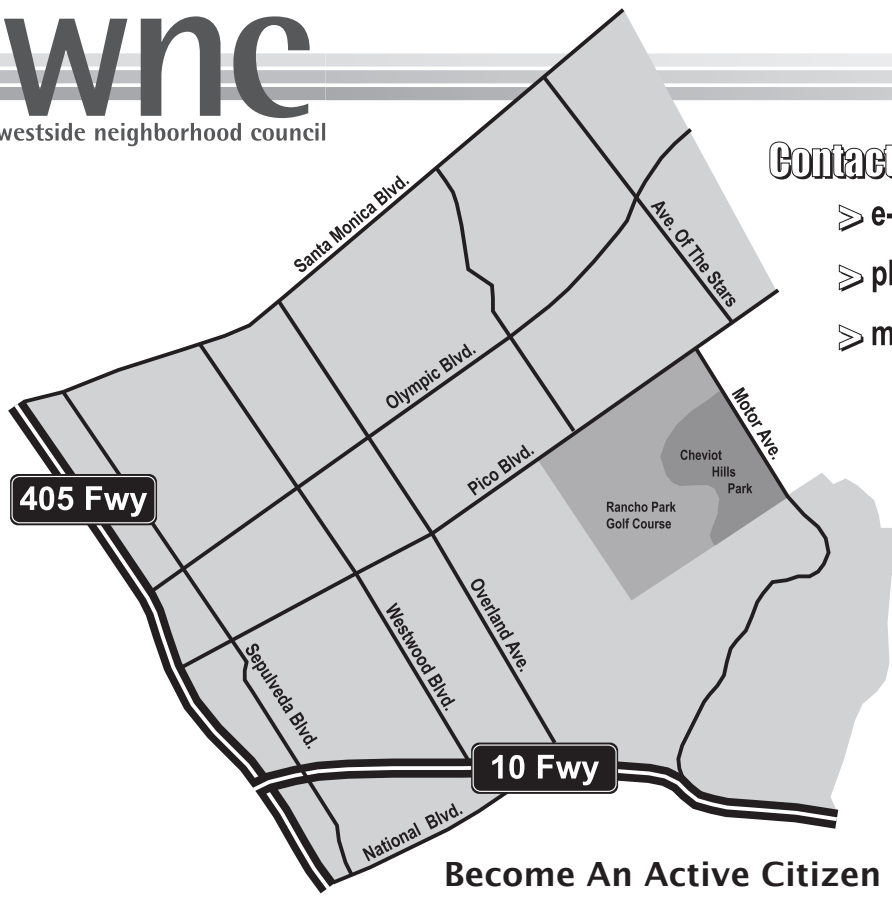 wnc
westside neighborhood council
Contact
> e-
> pl
> m
Santa Monica Blvd.
Ave. Of The Stars
Olympic Blvd.
Motor Ave.
Pico Blvd.
Cheviot
Hills
Park
405 Fwy
Rancho Park
Golf Course
Overland Ave.
Westwood Blvd.
Sepulveda Blvd.
10 Fwy
National Blvd.
Become An Active Citizen